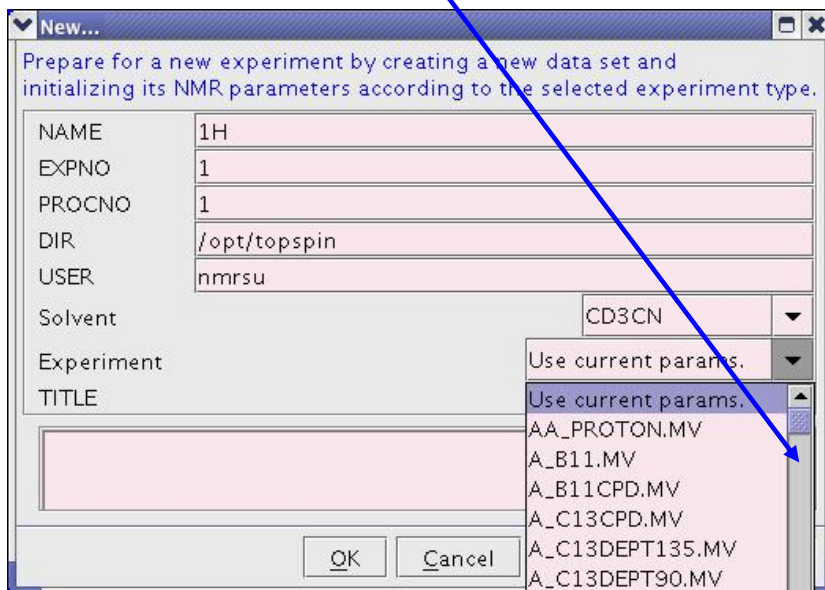 New...
Prepare for a new experiment by creating a new data set and
initializing its NMR parameters according to the selected experiment type.
NAME 1H
EXPNO 1
PROCNO 1
DIR /opt/topspin
USER nmrsu
Solvent CD3CN
Experiment Use current params.
TITLE Use current params.
AA_PROTON.MV
A_B11.MV
A_B11CPD.MV
A_C13CPD.MV
A_C13DEPT135.MV
A_C13DEPT90.MV
OK Cancel